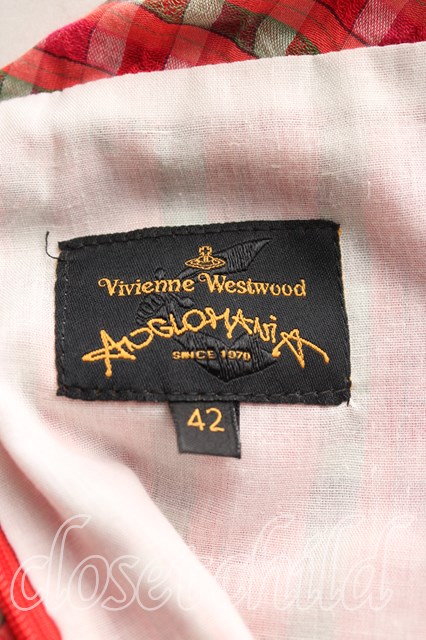 Vivienne Westwood
ANGLOMANIA
SINCE 1970
42
closetchild